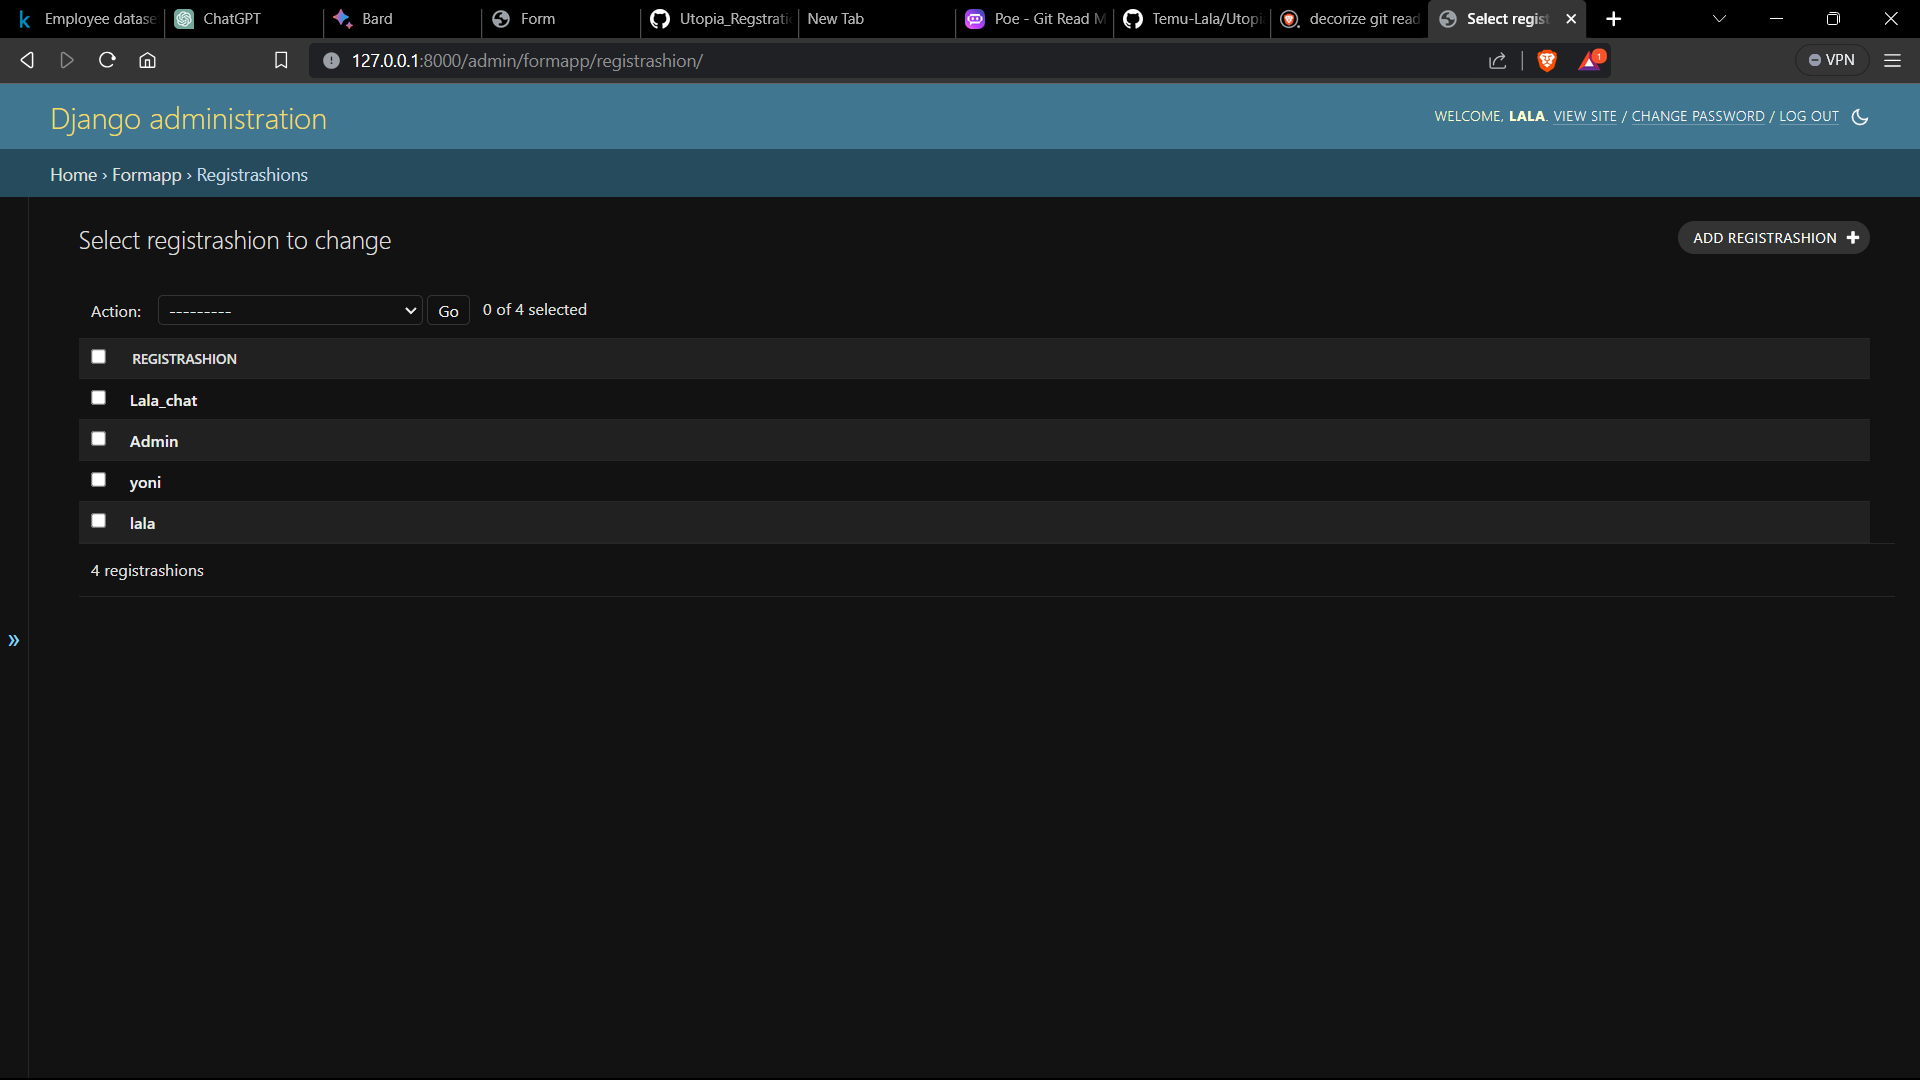 Employee datase
ChatGPT
Bard
Form
Utopia_Regstrati
New Tab
Poe - Git Read M
Temu-Lala/Utopi
decorize git read
Select regist
127.0.0.1:8000/admin/formapp/registrashion/
1
VPN
Django administration
WELCOME, LALA. VIEW SITE / CHANGE PASSWORD / LOG OUT
Home › Formapp › Registrashions
Select registrashion to change
ADD REGISTRASHION
Action: --------- Go 0 of 4 selected
REGISTRASHION
Lala_chat
Admin
yoni
lala
4 registrashions